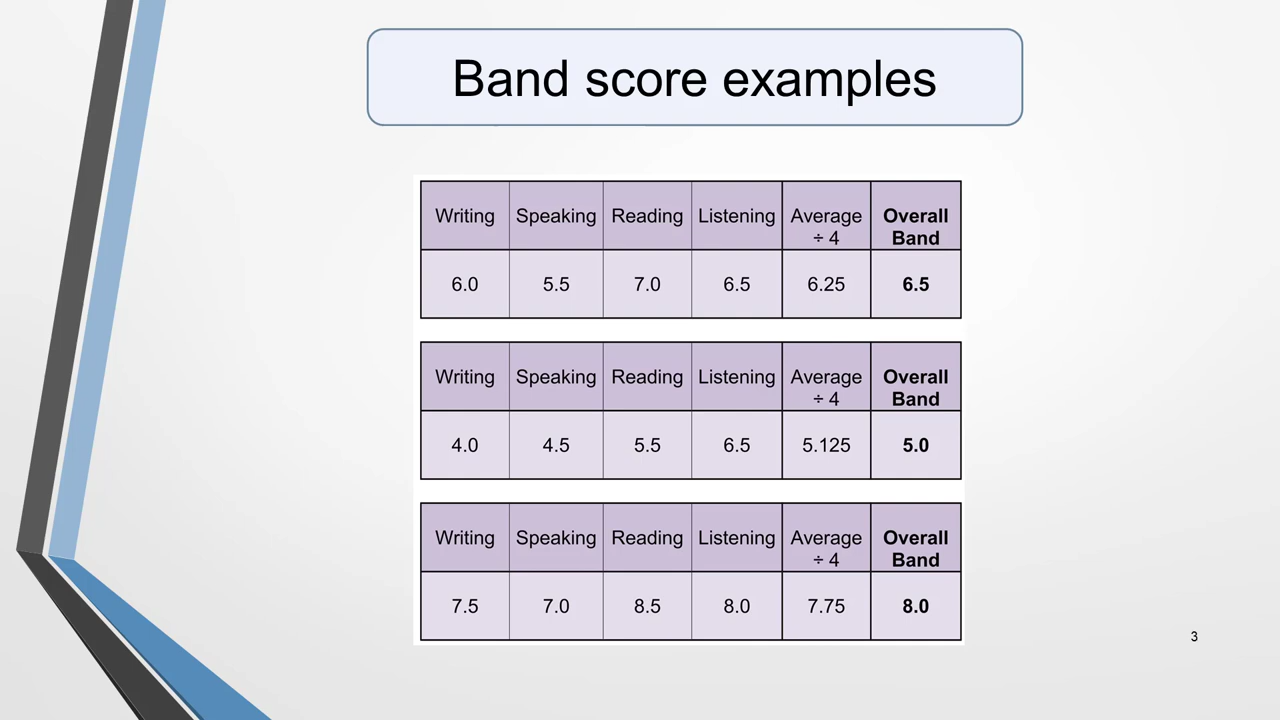 Band score examples
Writing Speaking Reading Listening Average ÷ 4 Overall Band
6.0 5.5 7.0 6.5 6.25 6.5
Writing Speaking Reading Listening Average ÷ 4 Overall Band
4.0 4.5 5.5 6.5 5.125 5.0
Writing Speaking Reading Listening Average ÷ 4 Overall Band
7.5 7.0 8.5 8.0 7.75 8.0
3